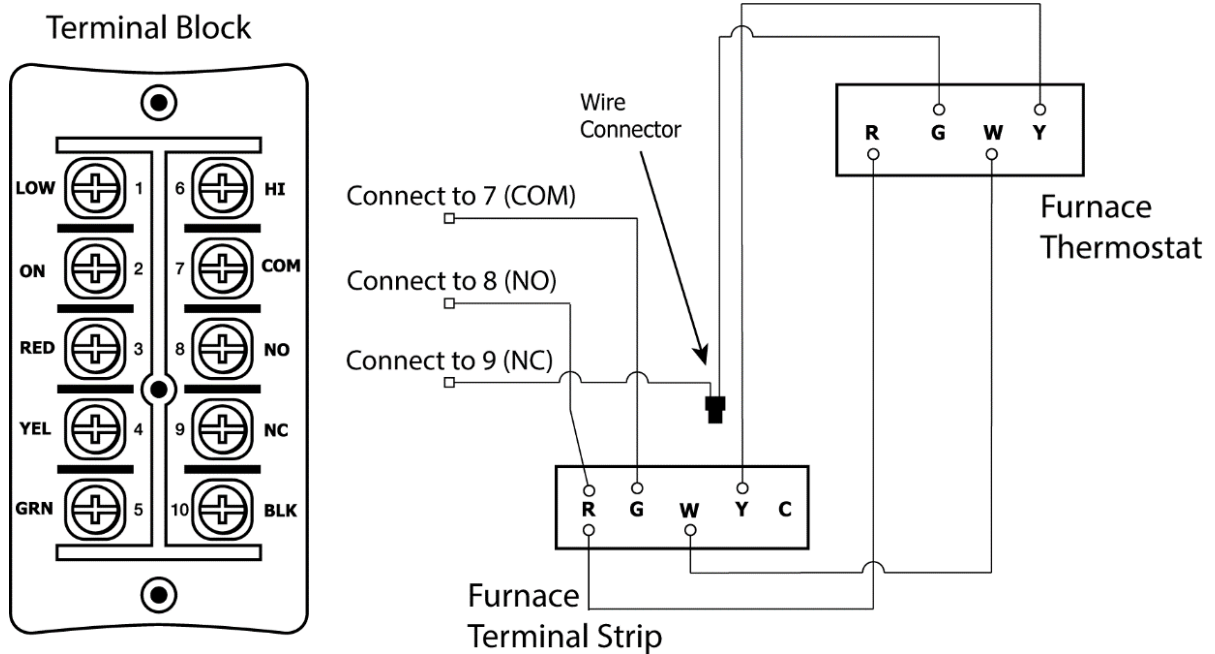 Terminal Block
LOW 1 6 HI
ON 2 7 COM
RED 3 8 NO
YEL 4 9 NC
GRN 5 10 BLK
Wire
Connector
Connect to 7 (COM)
Connect to 8 (NO)
Connect to 9 (NC)
R G W Y
Furnace
Thermostat
R G W Y C
Furnace
Terminal Strip